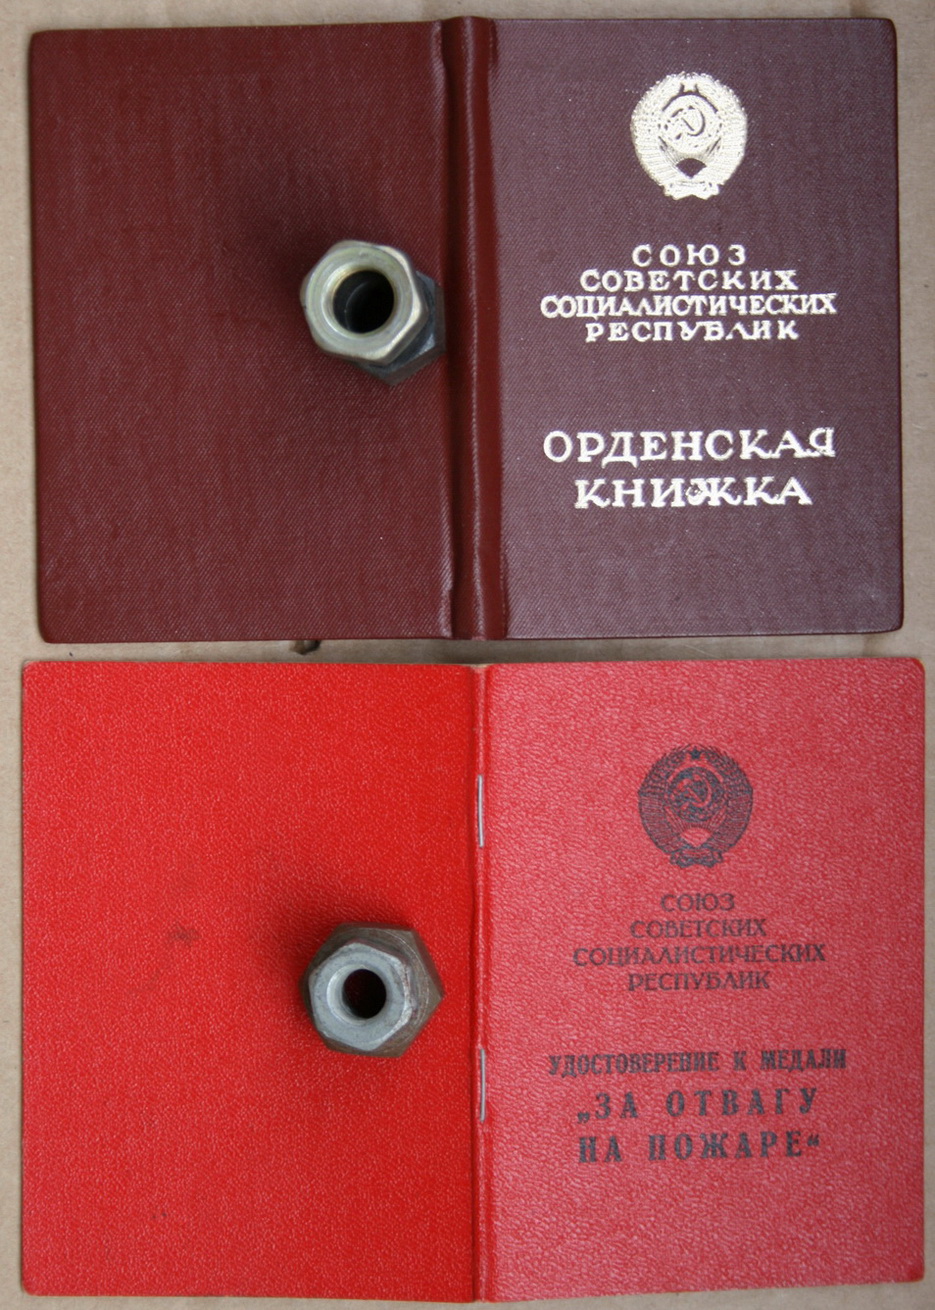 СОЮЗ
СОВЕТСКИХ
СОЦИАЛИСТИЧЕСКИХ
РЕСПУБЛИК
ОРДЕНСКАЯ
КНИЖКА
СОЮЗ
СОВЕТСКИХ
СОЦИАЛИСТИЧЕСКИХ
РЕСПУБЛИК
УДОСТОВЕРЕНИЕ К МЕДАЛИ
„ЗА ОТВАГУ
НА ПОЖАРЕ“